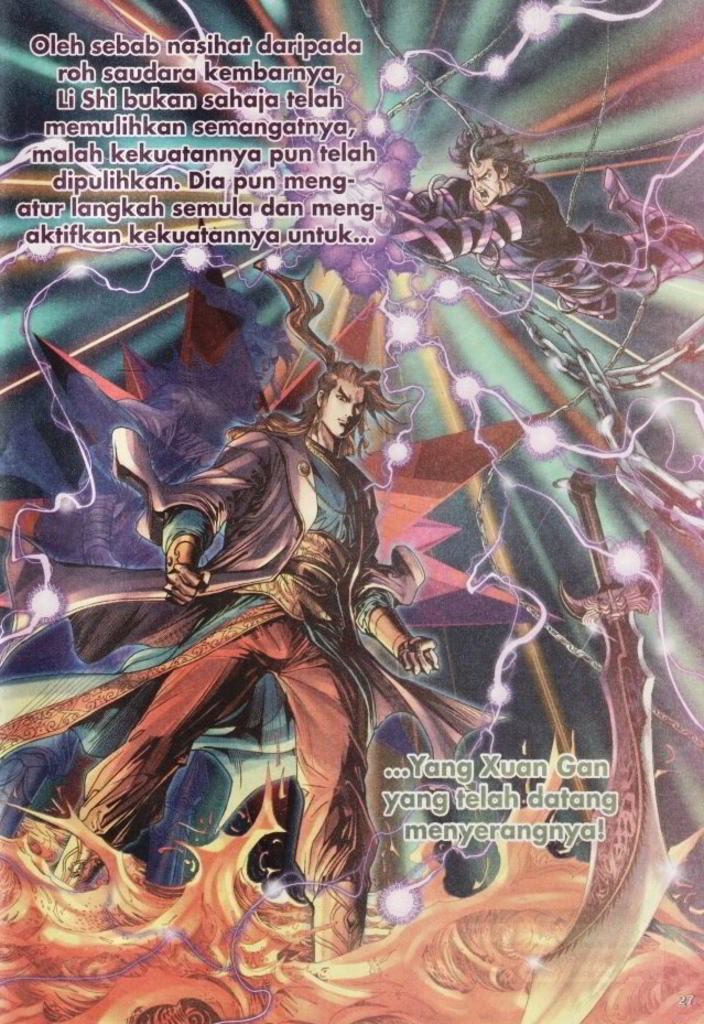 Oleh sebab nasihat daripada
roh saudara kembarnya,
Li Shi bukan sahaja telah
memulihkan semangatnya,
malah kekuatannya pun telah
dipulihkan. Dia pun meng-
atur langkah semula dan meng-
aktifkan kekuatannya untuk...
...Yang Xuan Gan
yang telah datang
menyerangnya!
27